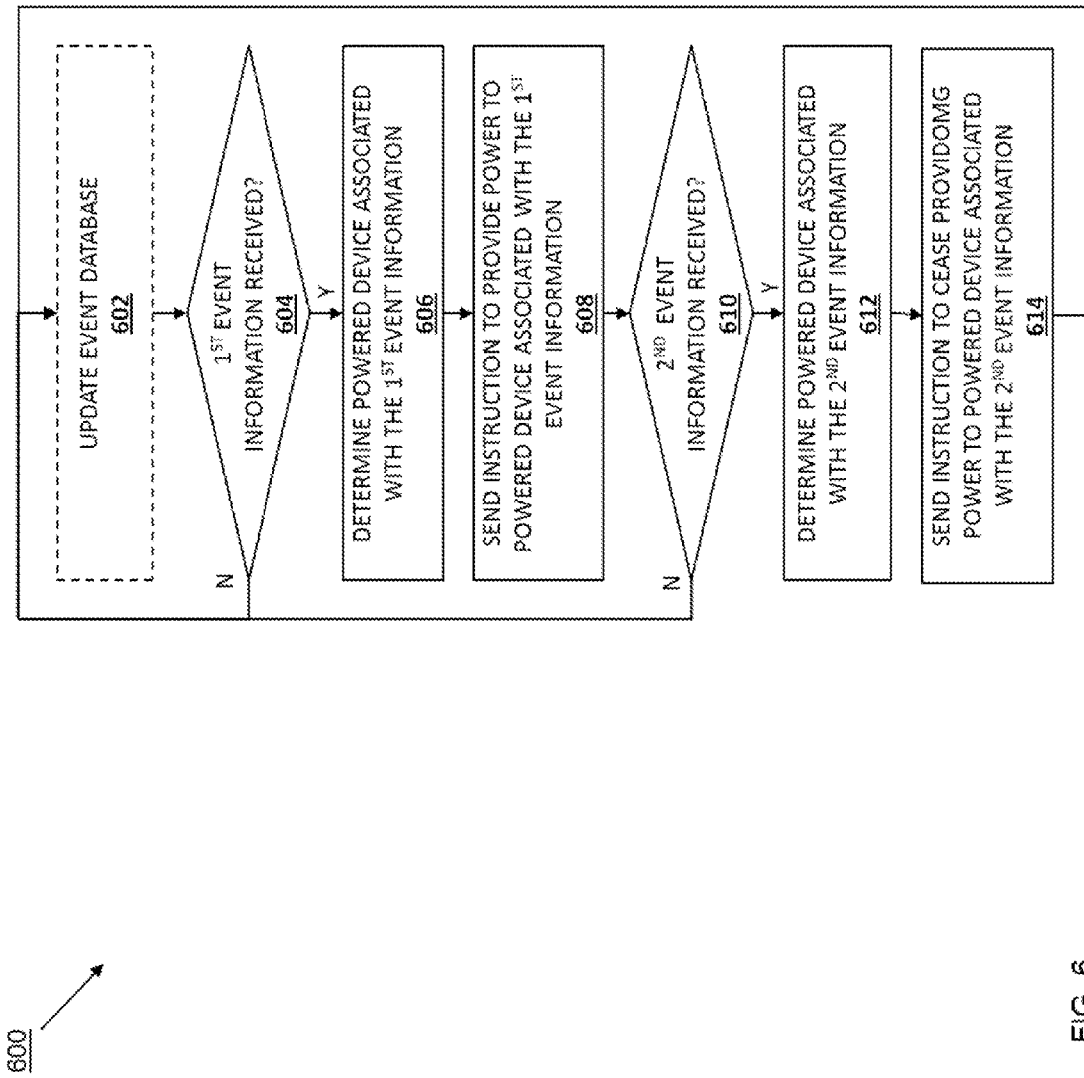 600
UPDATE EVENT DATABASE
602
1ST EVENT
INFORMATION RECEIVED?
604
N
Y
DETERMINE POWERED DEVICE ASSOCIATED
WITH THE 1ST EVENT INFORMATION
606
SEND INSTRUCTION TO PROVIDE POWER TO
POWERED DEVICE ASSOCIATED WITH THE 1ST
EVENT INFORMATION
608
2ND EVENT
INFORMATION RECEIVED?
610
N
Y
DETERMINE POWERED DEVICE ASSOCIATED
WITH THE 2ND EVENT INFORMATION
612
SEND INSTRUCTION TO CEASE PROVIDOMG
POWER TO POWERED DEVICE ASSOCIATED
WITH THE 2ND EVENT INFORMATION
614
FIG. 6